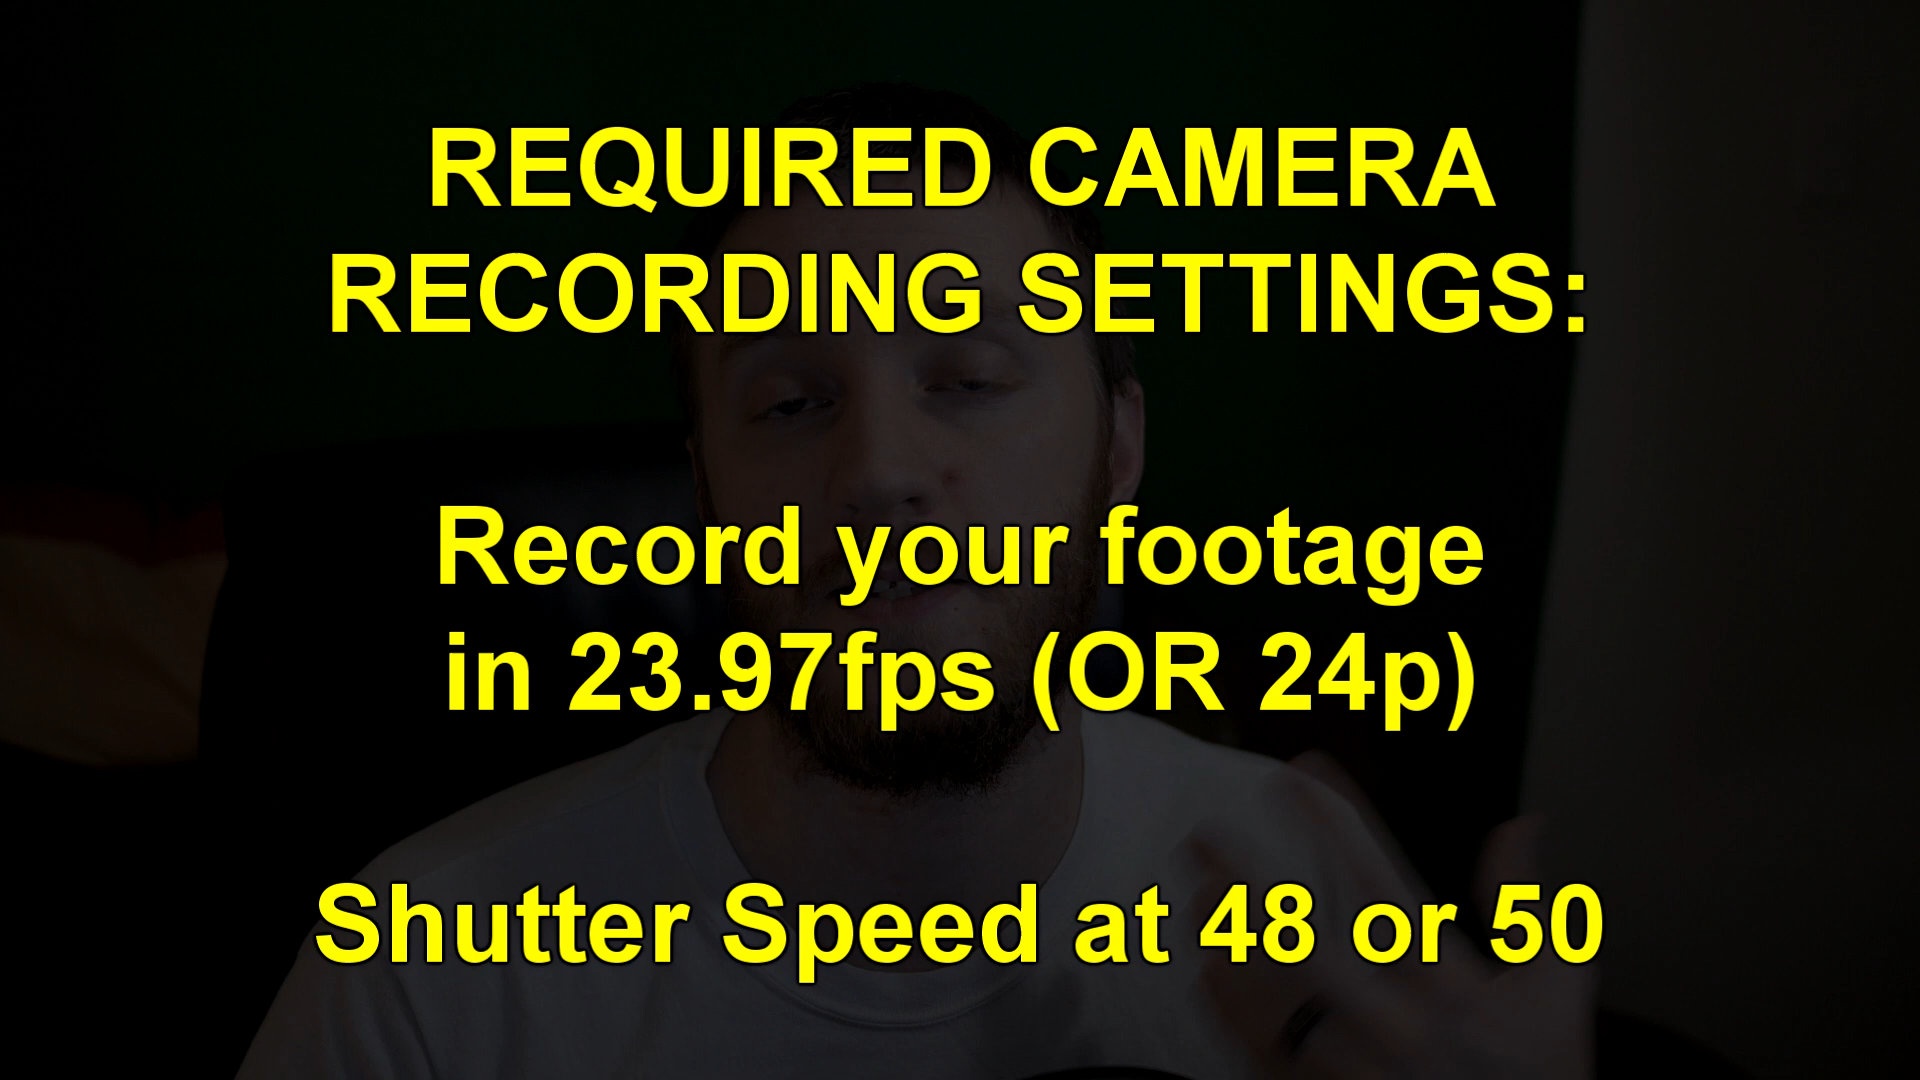 REQUIRED CAMERA
RECORDING SETTINGS:
Record your footage
in 23.97fps (OR 24p)
Shutter Speed at 48 or 50